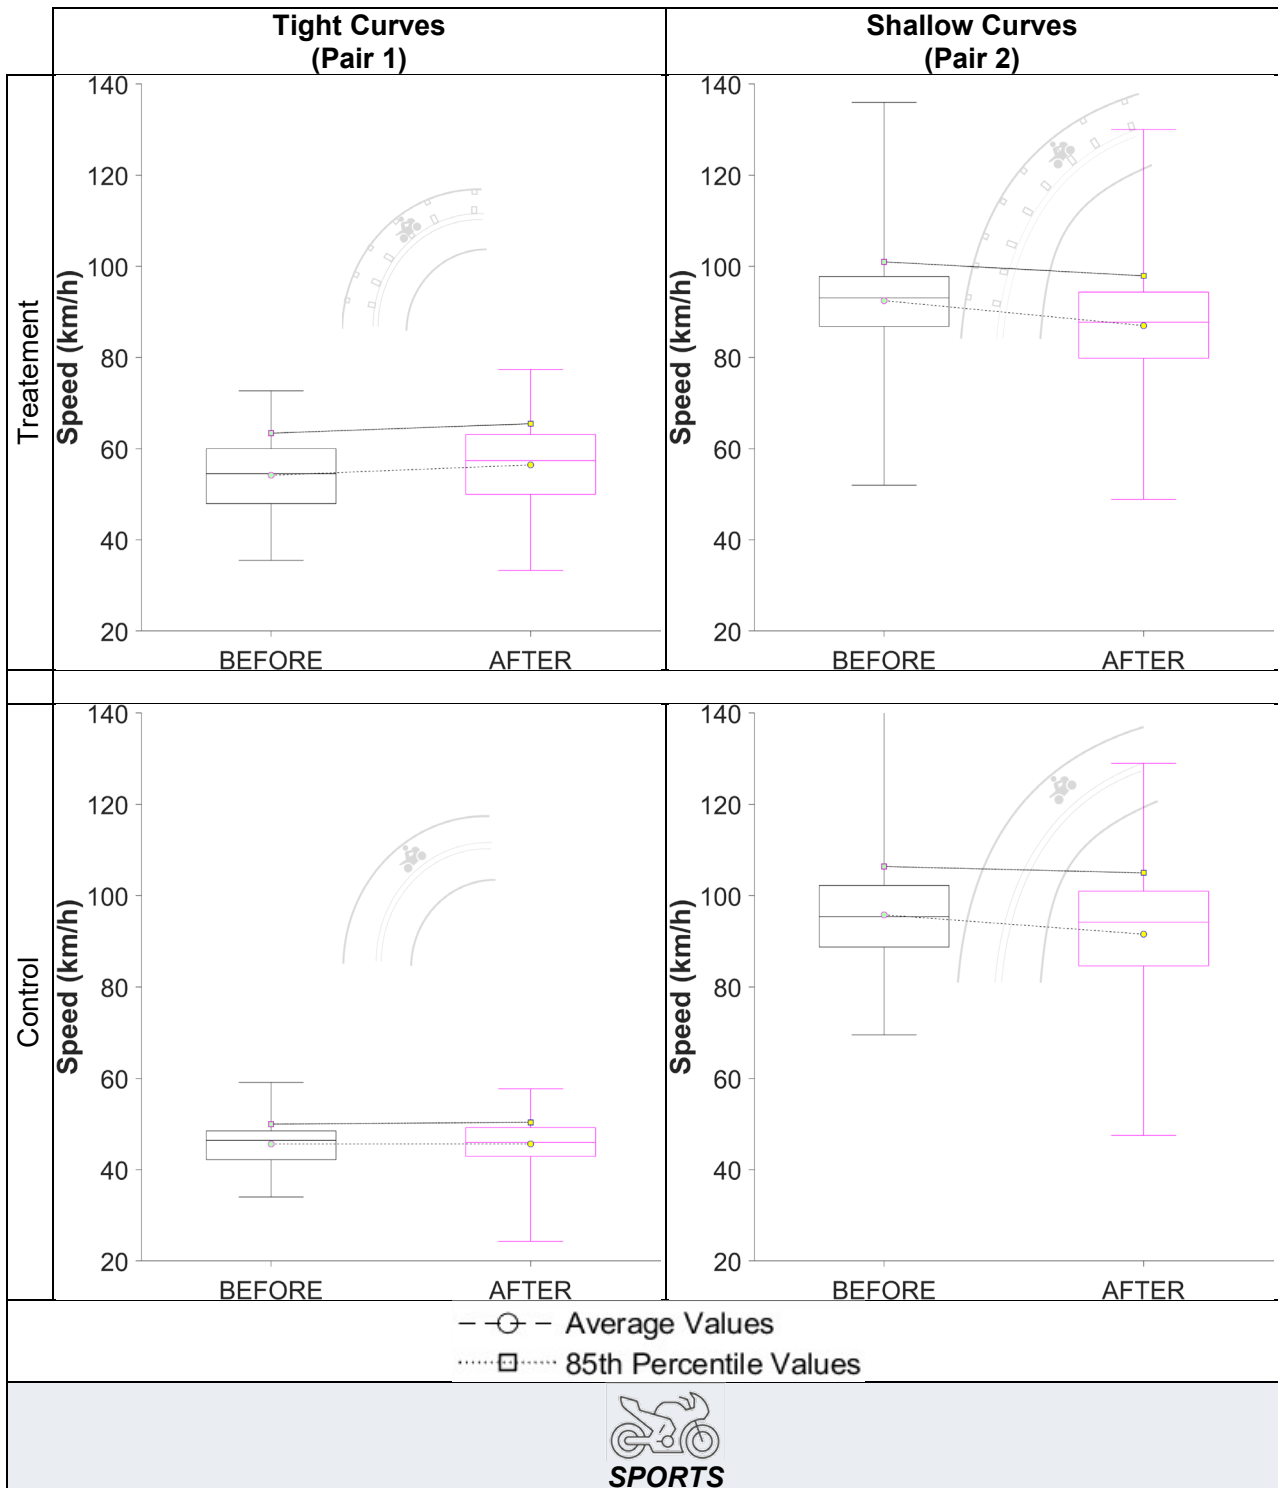 Tight Curves
(Pair 1)
Shallow Curves
(Pair 2)
Treatement
Speed (km/h)
140
120
100
80
60
40
20
BEFORE
AFTER
Speed (km/h)
140
120
100
80
60
40
20
BEFORE
AFTER
Control
Speed (km/h)
140
120
100
80
60
40
20
BEFORE
AFTER
Speed (km/h)
140
120
100
80
60
40
20
BEFORE
AFTER
Average Values
85th Percentile Values
SPORTS